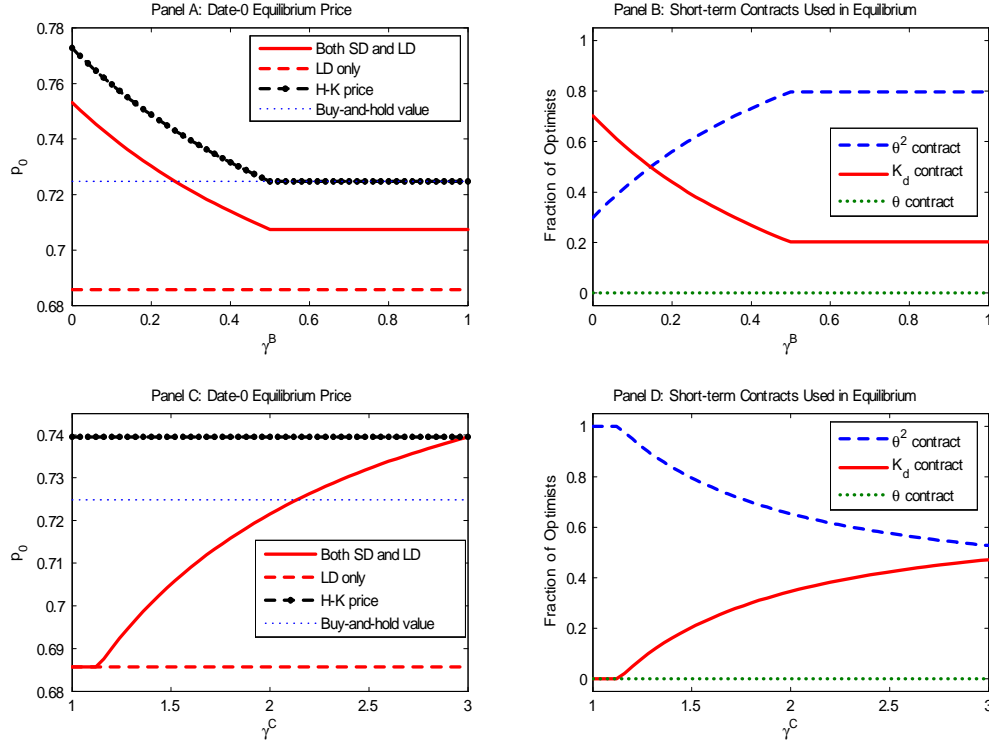 Panel A: Date-0 Equilibrium Price
0.78
0.76
0.74
0.72
0.7
0.68
p0
0 0.2 0.4 0.6 0.8 1
γ^B
Both SD and LD
LD only
H-K price
Buy-and-hold value
Panel B: Short-term Contracts Used in Equilibrium
1
0.8
0.6
0.4
0.2
0
Fraction of Optimists
0 0.2 0.4 0.6 0.8 1
γ^B
θ² contract
K_d contract
θ contract
Panel C: Date-0 Equilibrium Price
0.74
0.73
0.72
0.71
0.7
0.69
0.68
p0
1 1.5 2 2.5 3
γ^C
Both SD and LD
LD only
H-K price
Buy-and-hold value
Panel D: Short-term Contracts Used in Equilibrium
1
0.8
0.6
0.4
0.2
0
Fraction of Optimists
1 1.5 2 2.5 3
γ^C
θ² contract
K_d contract
θ contract